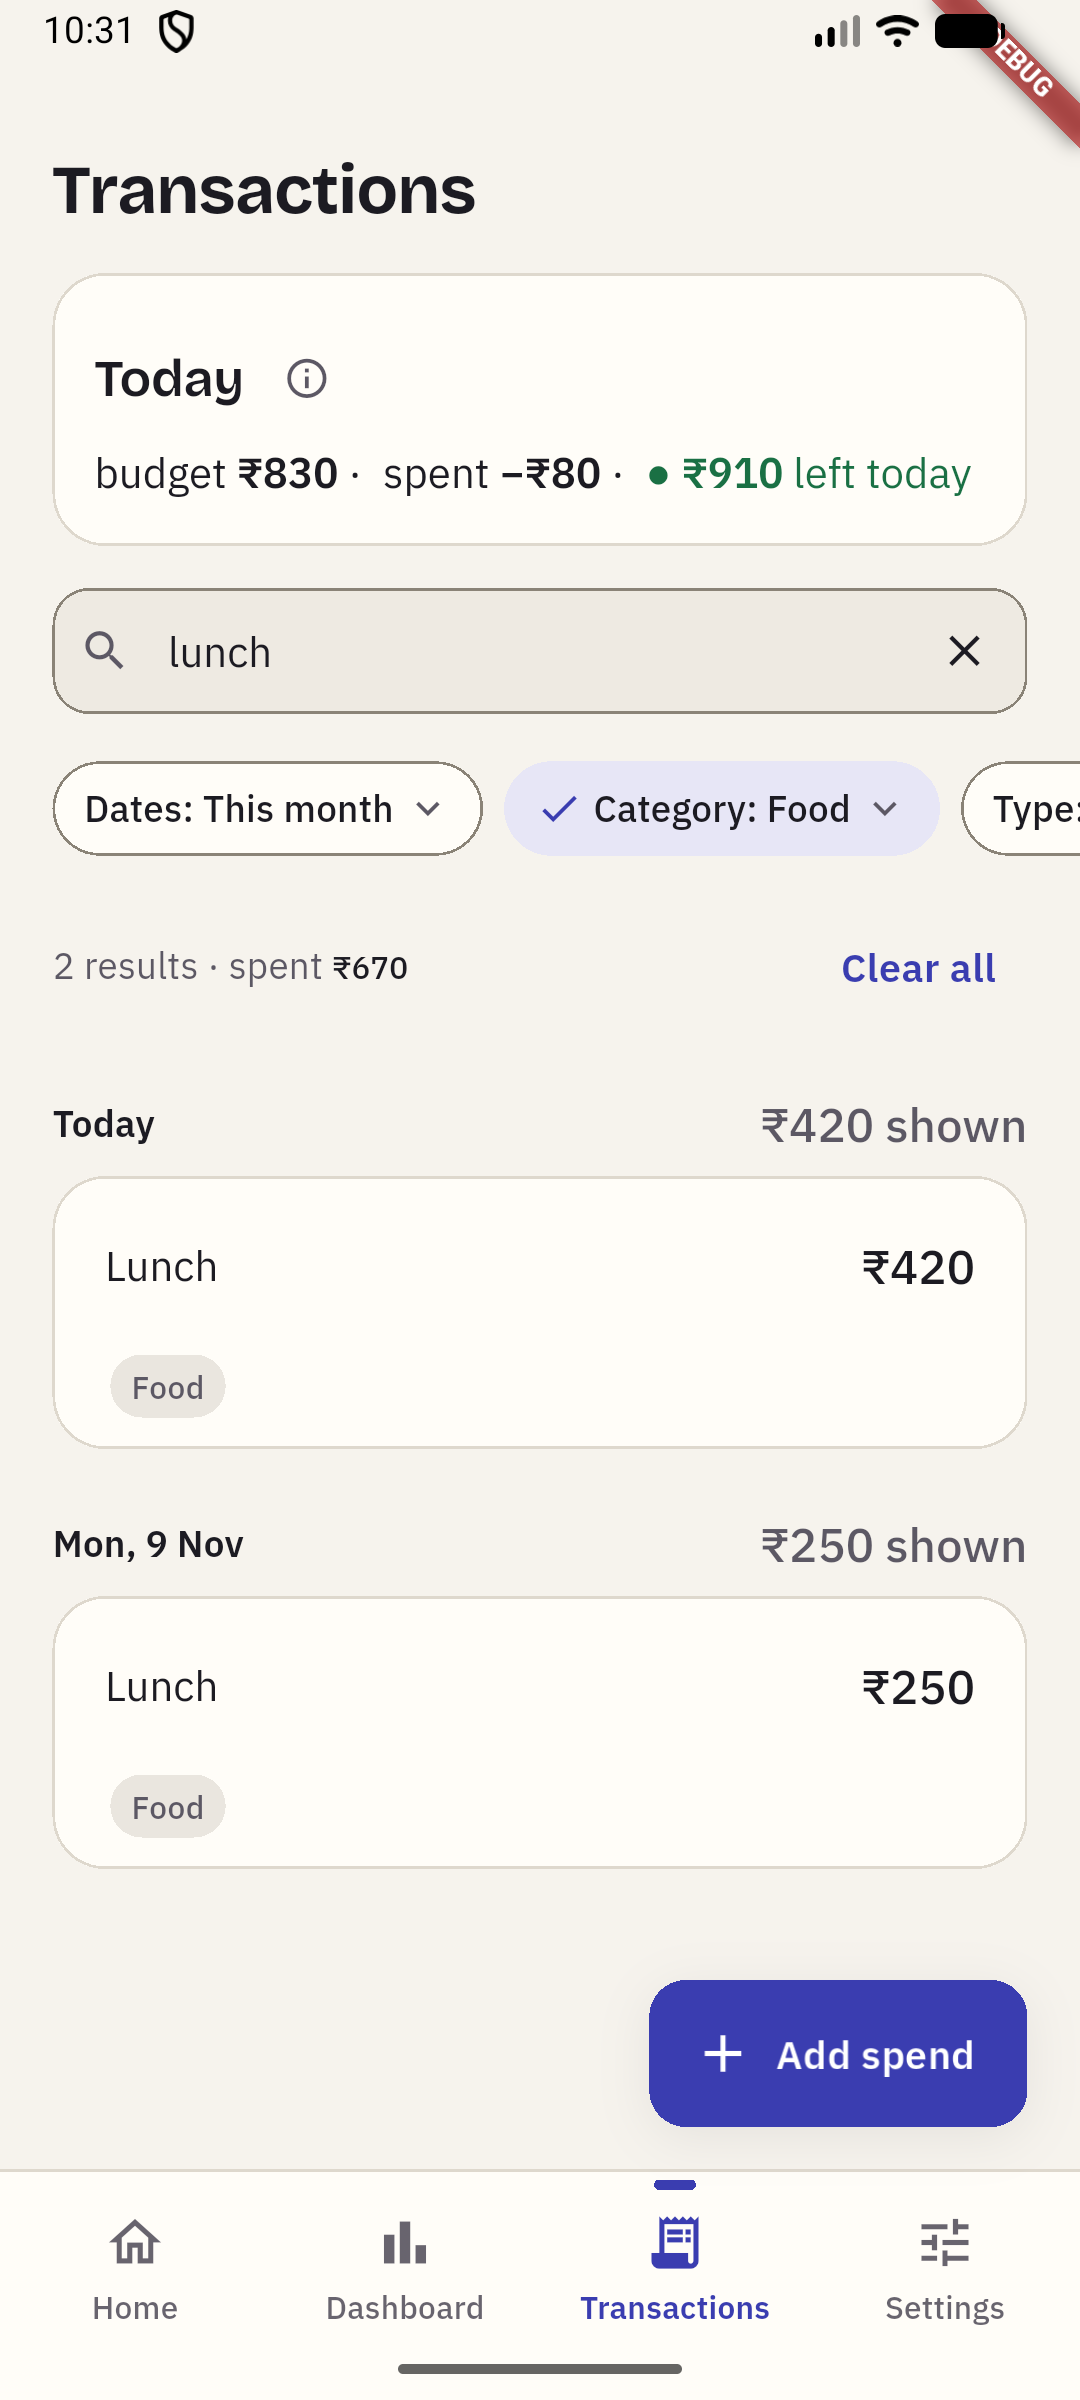 10:31
EBUG
Transactions
Today
budget ₹830 · spent −₹80 · ● ₹910 left today
lunch
Dates: This month
Category: Food
Type:
2 results · spent ₹670
Clear all
Today
₹420 shown
Lunch
₹420
Food
Mon, 9 Nov
₹250 shown
Lunch
₹250
Food
Add spend
Home
Dashboard
Transactions
Settings